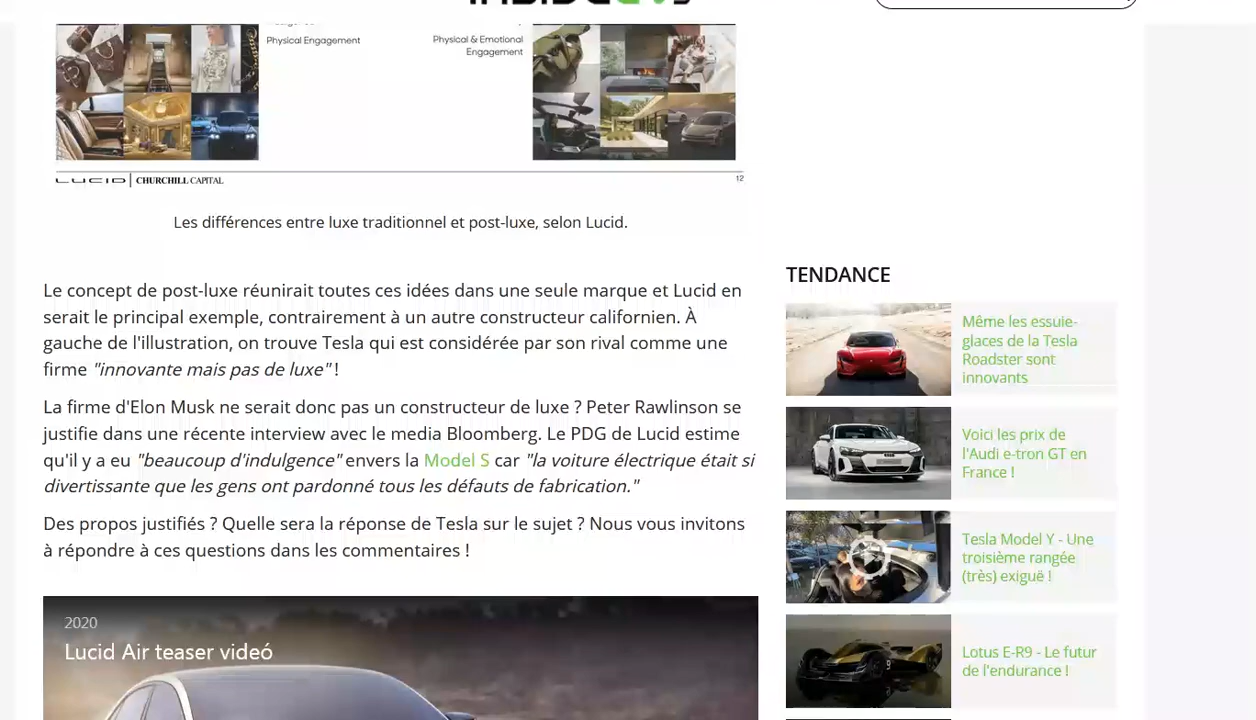 Physical Engagement
Physical & Emotional
Engagement
LUCID | CHURCHILL CAPITAL
12
Les différences entre luxe traditionnel et post-luxe, selon Lucid.
Le concept de post-luxe réunirait toutes ces idées dans une seule marque et Lucid en
serait le principal exemple, contrairement à un autre constructeur californien. À
gauche de l'illustration, on trouve Tesla qui est considérée par son rival comme une
firme "innovante mais pas de luxe" !
La firme d'Elon Musk ne serait donc pas un constructeur de luxe ? Peter Rawlinson se
justifie dans une récente interview avec le media Bloomberg. Le PDG de Lucid estime
qu'il y a eu "beaucoup d'indulgence" envers la Model S car "la voiture électrique était si
divertissante que les gens ont pardonné tous les défauts de fabrication."
Des propos justifiés ? Quelle sera la réponse de Tesla sur le sujet ? Nous vous invitons
à répondre à ces questions dans les commentaires !
2020
Lucid Air teaser videó
TENDANCE
Même les essuie-
glaces de la Tesla
Roadster sont
innovants
Voici les prix de
l'Audi e-tron GT en
France !
Tesla Model Y - Une
troisième rangée
(très) exiguë !
Lotus E-R9 - Le futur
de l'endurance !